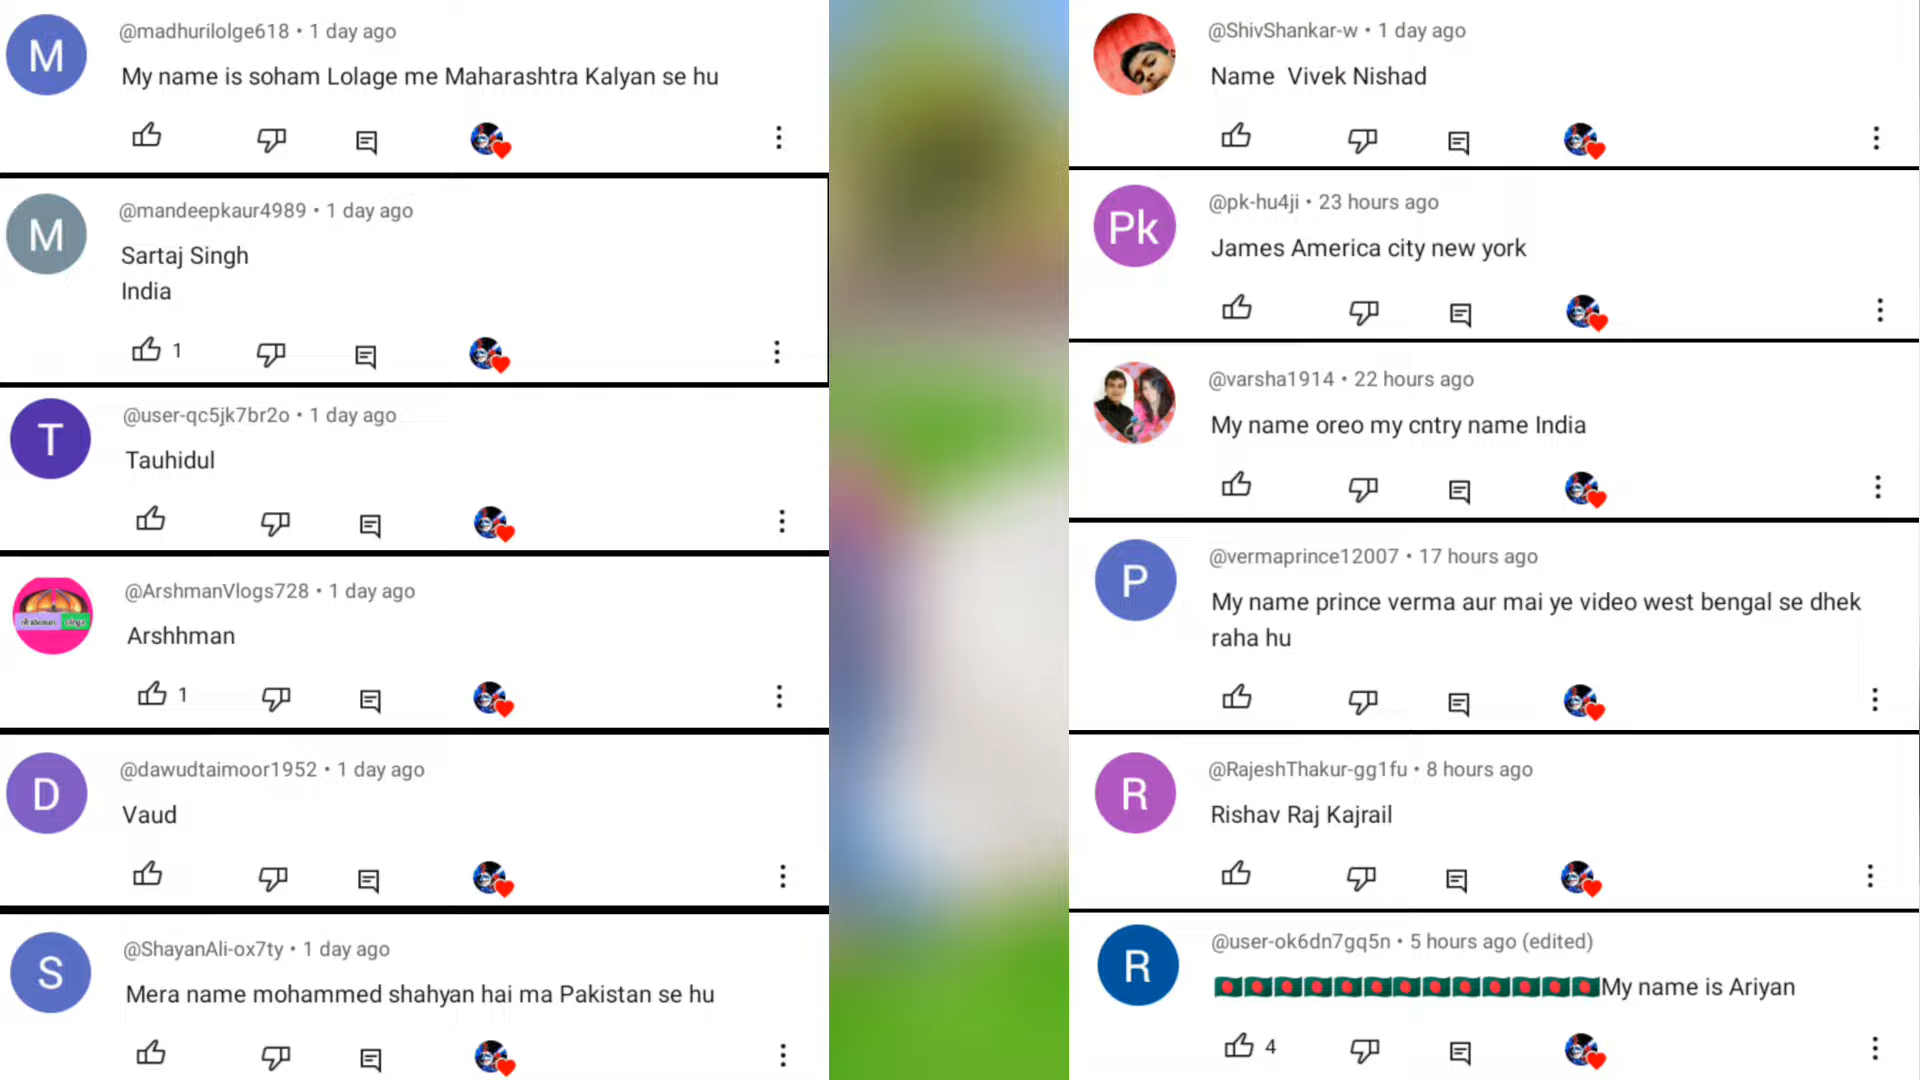 M
@madhurilolge618 • 1 day ago
My name is soham Lolage me Maharashtra Kalyan se hu
M
@mandeepkaur4989 • 1 day ago
Sartaj Singh
India
1
T
@user-qc5jk7br2o • 1 day ago
Tauhidul
@ArshmanVlogs728 • 1 day ago
Arshhman
1
D
@dawudtaimoor1952 • 1 day ago
Vaud
S
@ShayanAli-ox7ty • 1 day ago
Mera name mohammed shahyan hai ma Pakistan se hu
@ShivShankar-w • 1 day ago
Name  Vivek Nishad
Pk
@pk-hu4ji • 23 hours ago
James America city new york
@varsha1914 • 22 hours ago
My name oreo my cntry name India
P
@vermaprince12007 • 17 hours ago
My name prince verma aur mai ye video west bengal se dhek
raha hu
R
@RajeshThakur-gg1fu • 8 hours ago
Rishav Raj Kajrail
R
@user-ok6dn7gq5n • 5 hours ago (edited)
🇧🇩🇧🇩🇧🇩🇧🇩🇧🇩🇧🇩🇧🇩🇧🇩🇧🇩🇧🇩🇧🇩🇧🇩🇧🇩My name is Ariyan
4